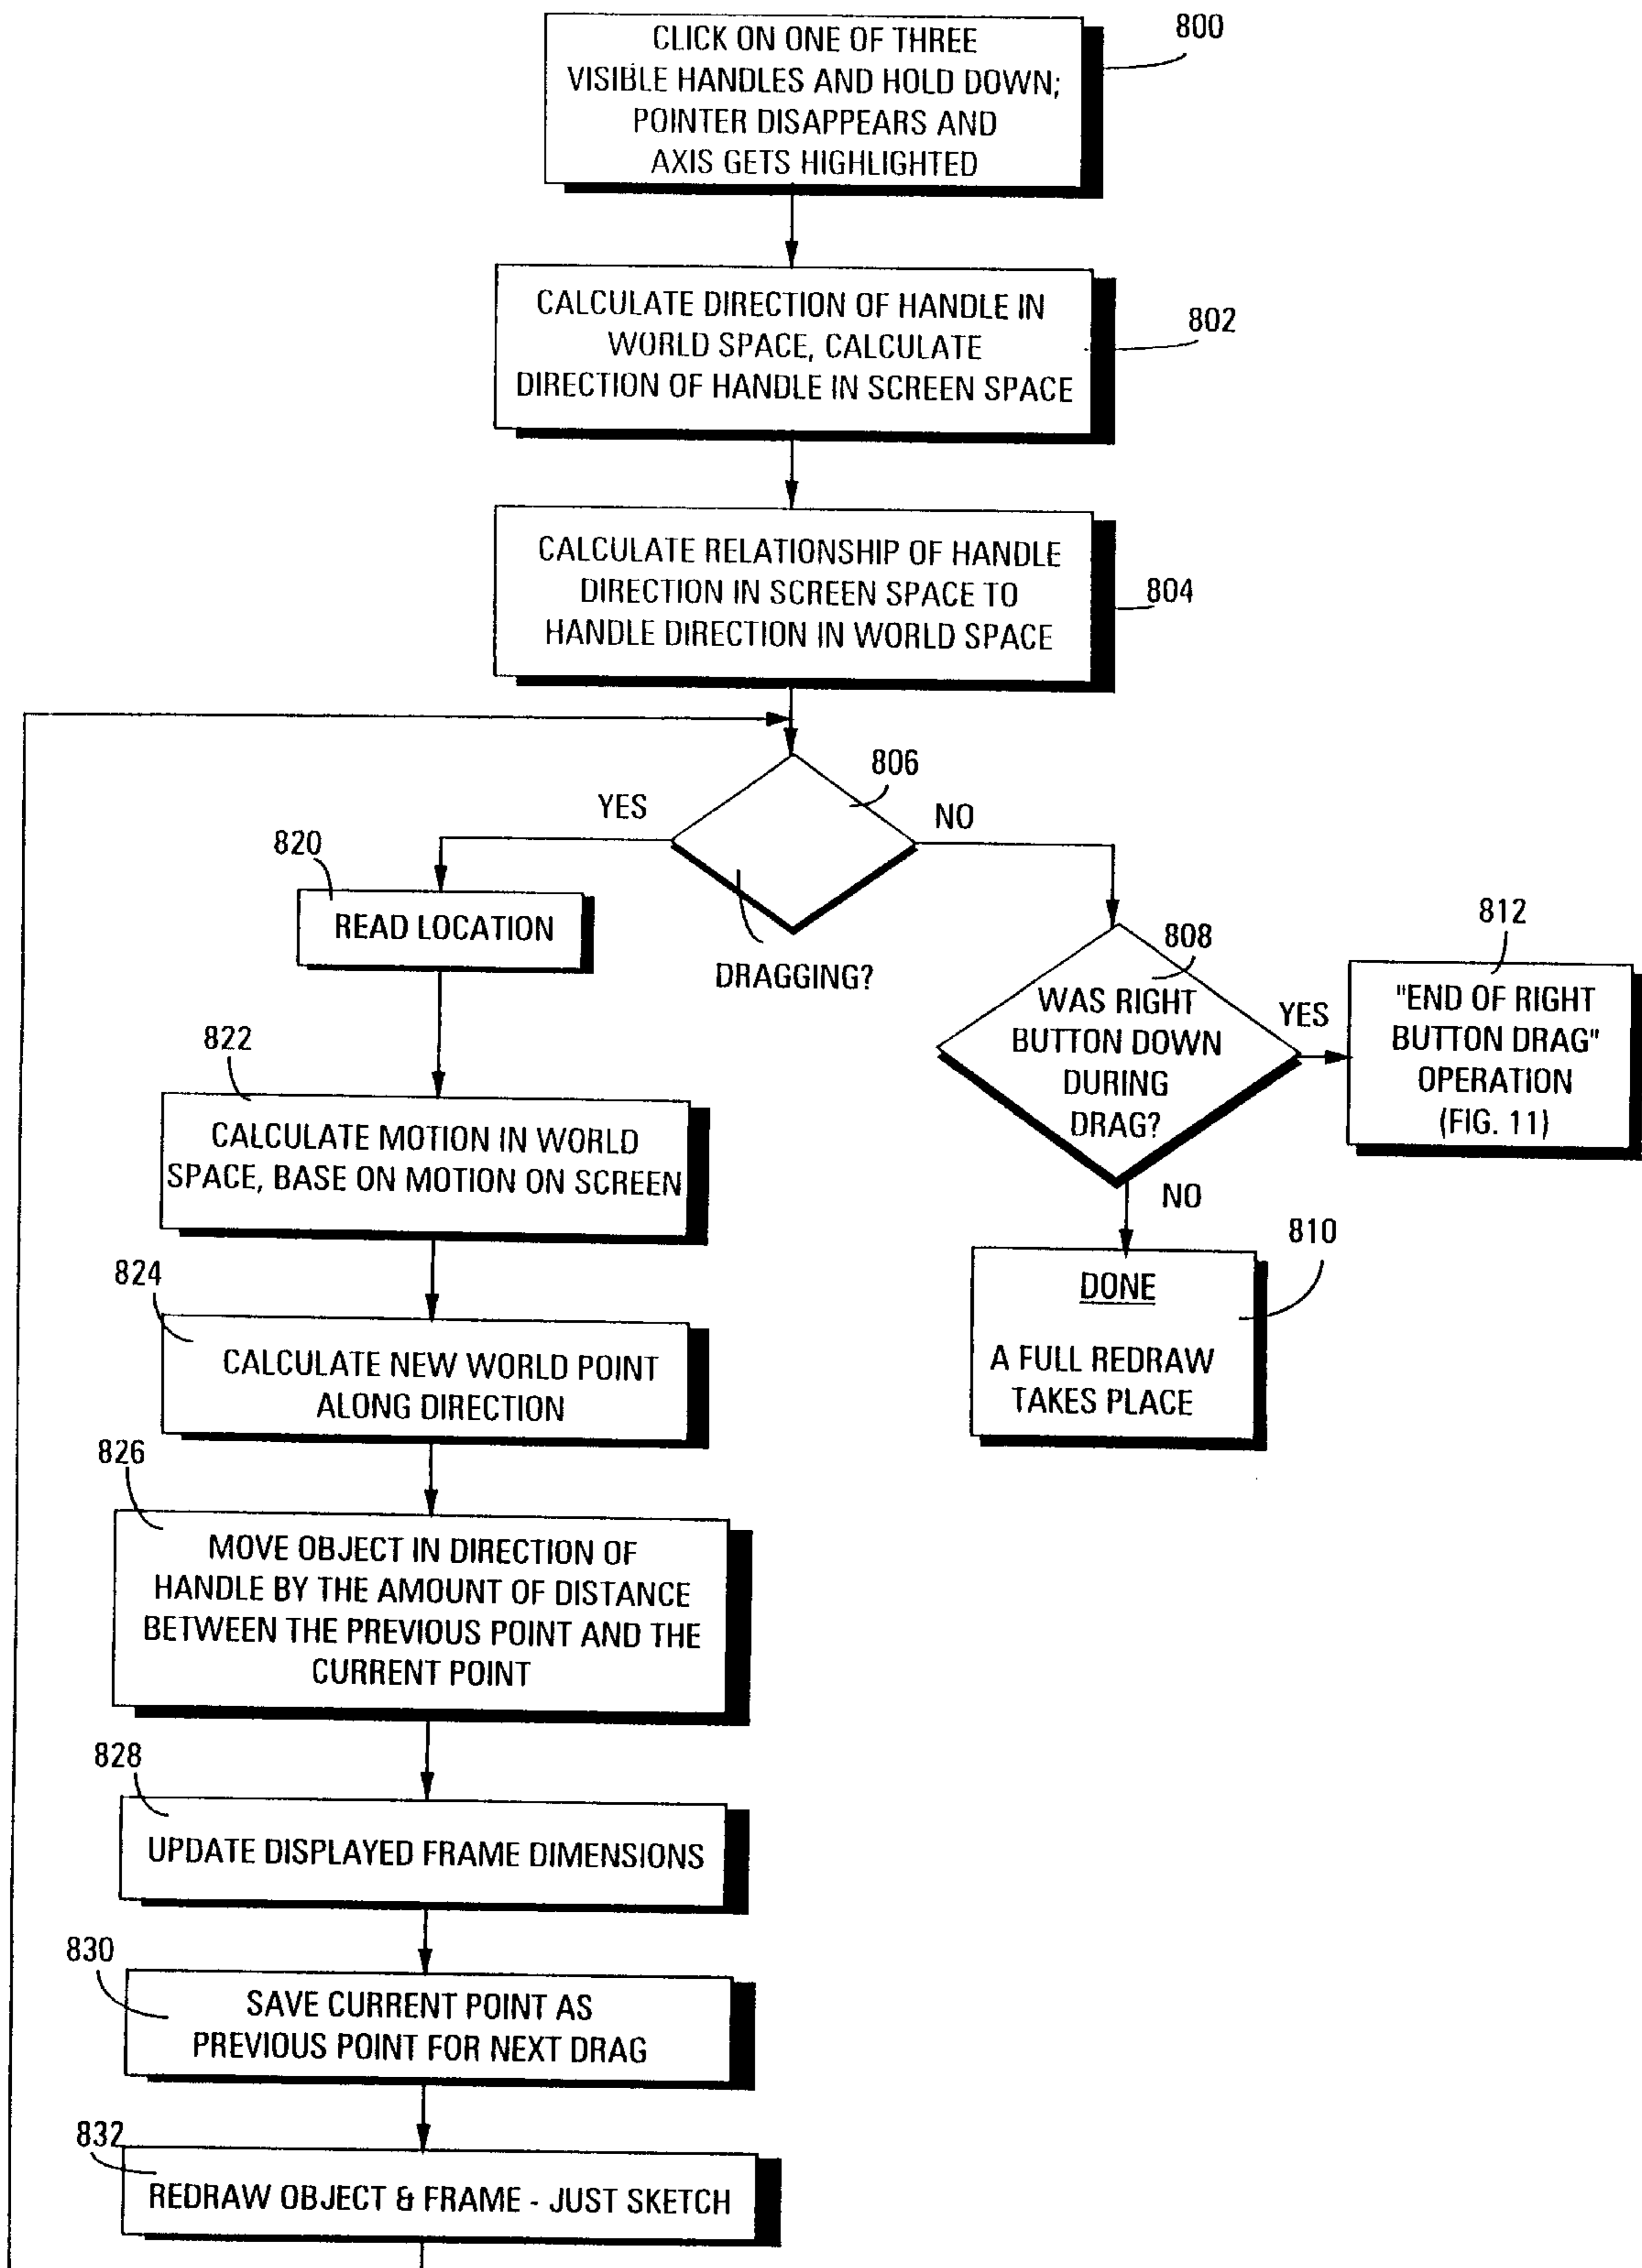 CLICK ON ONE OF THREE
VISIBLE HANDLES AND HOLD DOWN;
POINTER DISAPPEARS AND
AXIS GETS HIGHLIGHTED
800
CALCULATE DIRECTION OF HANDLE IN
WORLD SPACE, CALCULATE
DIRECTION OF HANDLE IN SCREEN SPACE
802
CALCULATE RELATIONSHIP OF HANDLE
DIRECTION IN SCREEN SPACE TO
HANDLE DIRECTION IN WORLD SPACE
804
806
YES
NO
DRAGGING?
820
READ LOCATION
808
WAS RIGHT
BUTTON DOWN
DURING
DRAG?
YES
812
"END OF RIGHT
BUTTON DRAG"
OPERATION
(FIG. 11)
NO
810
DONE
A FULL REDRAW
TAKES PLACE
822
CALCULATE MOTION IN WORLD
SPACE, BASE ON MOTION ON SCREEN
824
CALCULATE NEW WORLD POINT
ALONG DIRECTION
826
MOVE OBJECT IN DIRECTION OF
HANDLE BY THE AMOUNT OF DISTANCE
BETWEEN THE PREVIOUS POINT AND THE
CURRENT POINT
828
UPDATE DISPLAYED FRAME DIMENSIONS
830
SAVE CURRENT POINT AS
PREVIOUS POINT FOR NEXT DRAG
832
REDRAW OBJECT & FRAME - JUST SKETCH